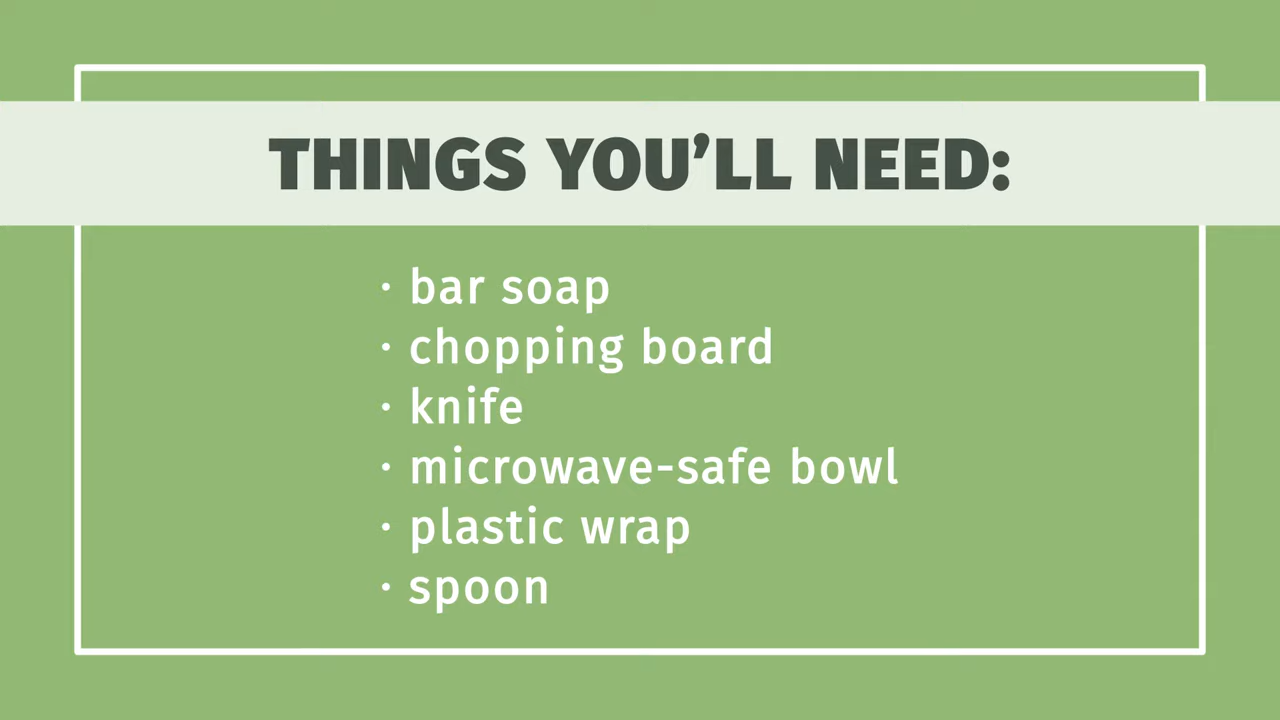 THINGS YOU’LL NEED:
· bar soap
· chopping board
· knife
· microwave-safe bowl
· plastic wrap
· spoon